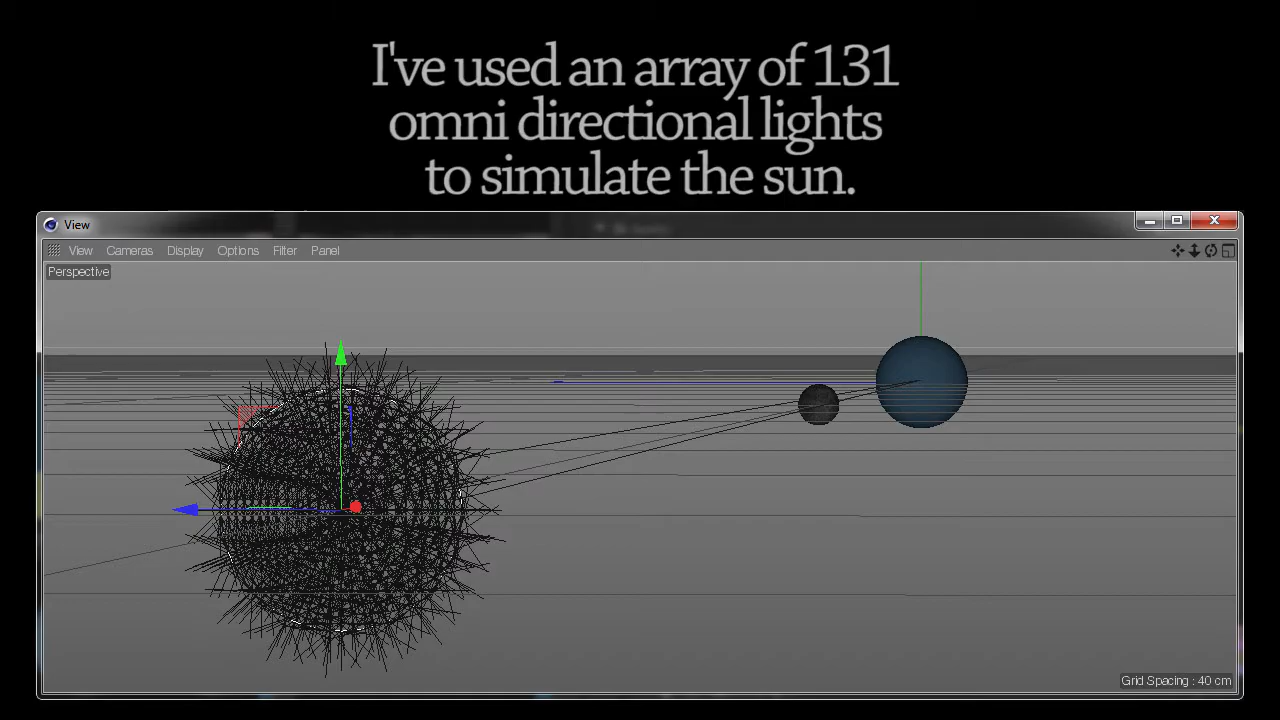 I've used an array of 131
omni directional lights
to simulate the sun.
View
View Cameras Display Options Filter Panel
Perspective
Grid Spacing : 40 cm